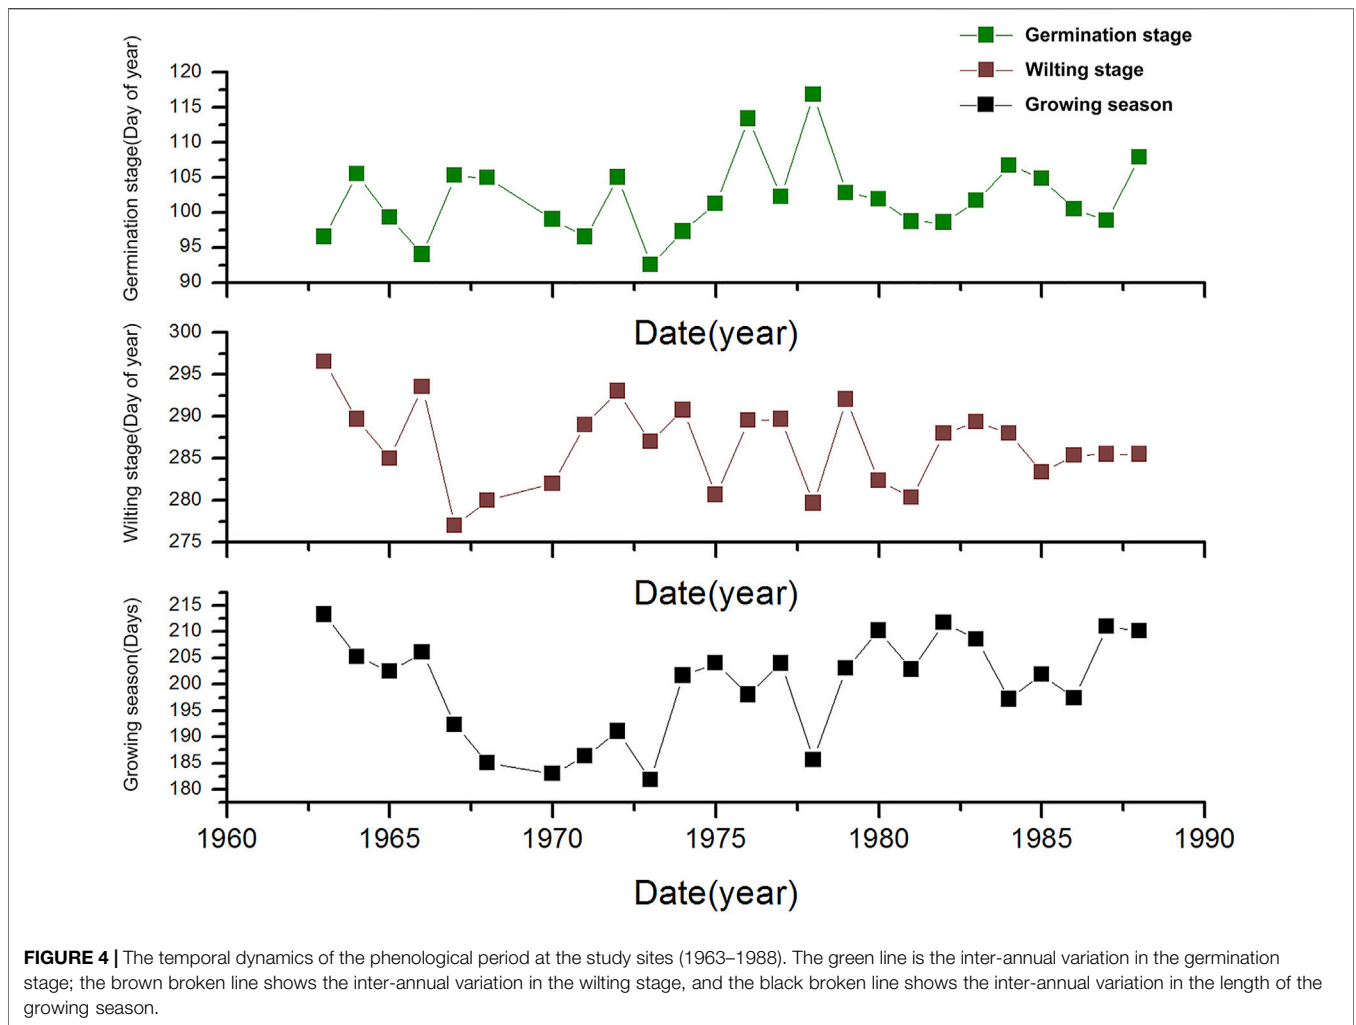 Germination stage
Wilting stage
Growing season
Germination stage(Day of year)
120
115
110
105
100
95
90
Date(year)
Wilting stage(Day of year)
300
295
290
285
280
275
Date(year)
Growing season(Days)
215
210
205
200
195
190
185
180
1960 1965 1970 1975 1980 1985 1990
Date(year)
FIGURE 4 | The temporal dynamics of the phenological period at the study sites (1963–1988). The green line is the inter-annual variation in the germination
stage; the brown broken line shows the inter-annual variation in the wilting stage, and the black broken line shows the inter-annual variation in the length of the
growing season.